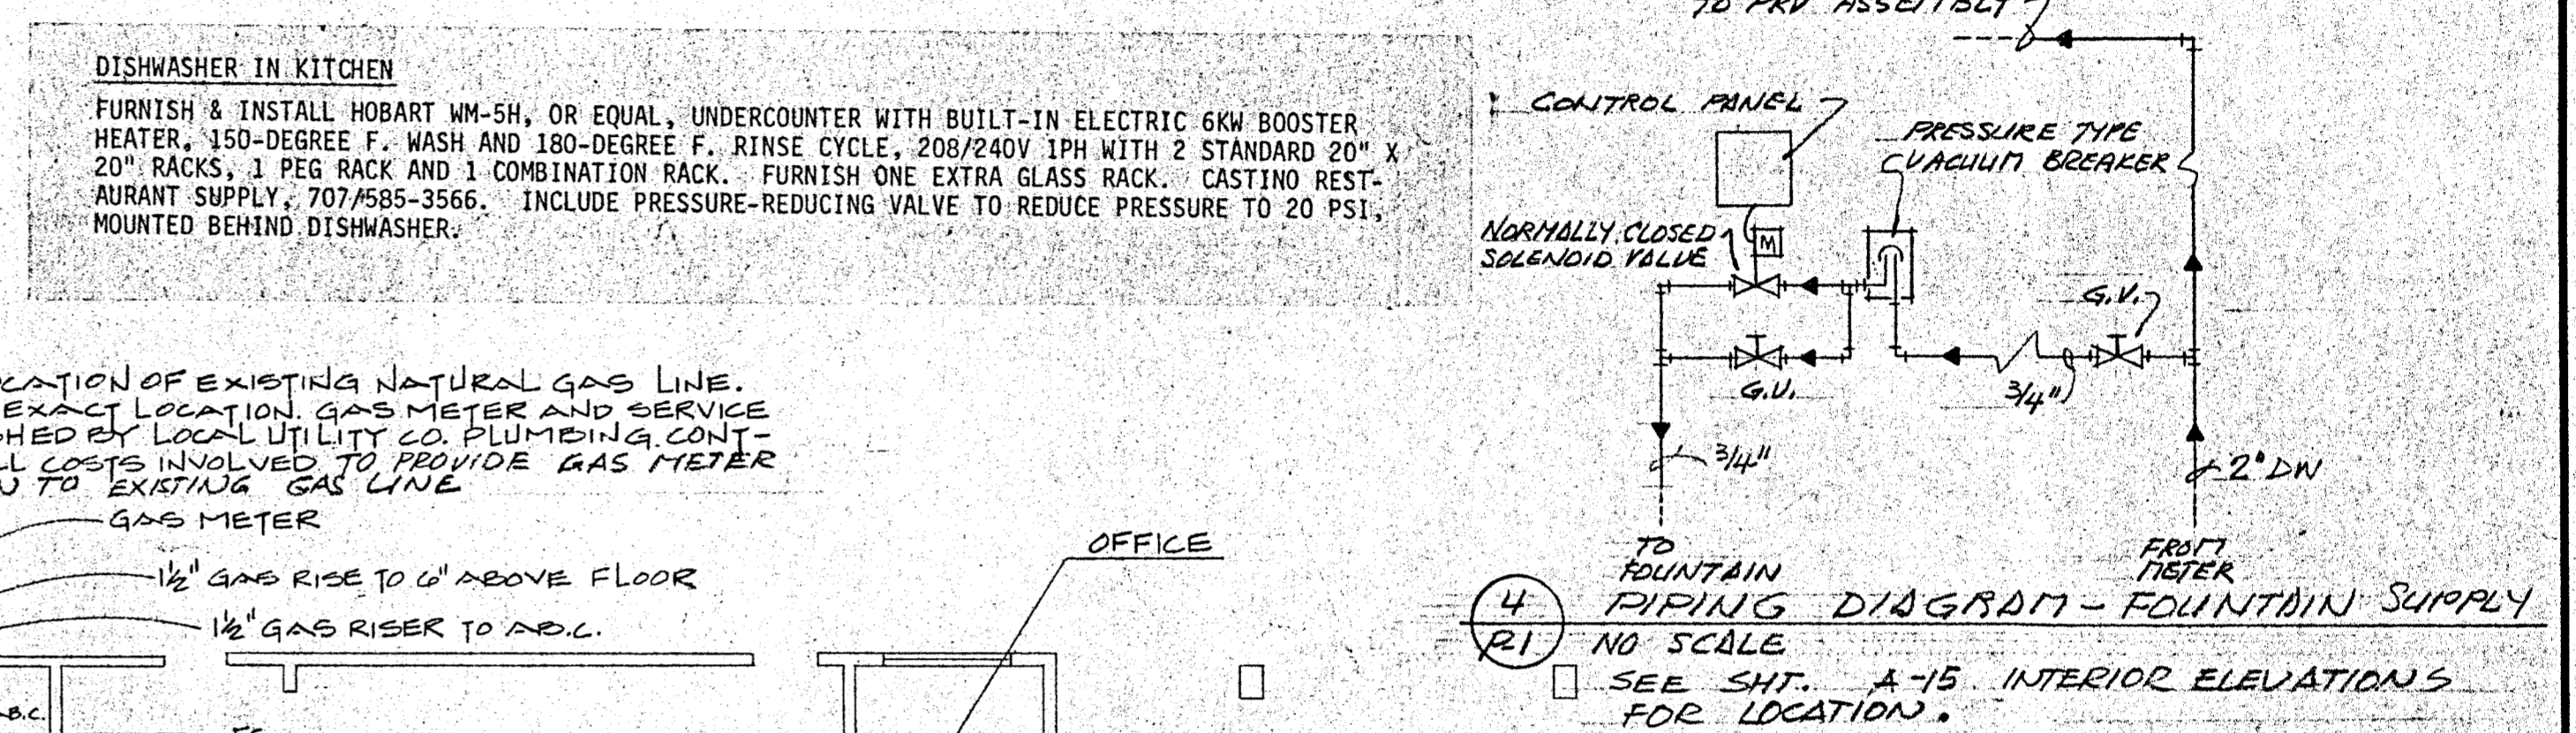 TO PRV ASSEMBLY
DISHWASHER IN KITCHEN
FURNISH & INSTALL HOBART WM-5H, OR EQUAL, UNDERCOUNTER WITH BUILT-IN ELECTRIC 6KW BOOSTER
HEATER, 150-DEGREE F. WASH AND 180-DEGREE F. RINSE CYCLE, 208/240V 1PH WITH 2 STANDARD 20" X
20" RACKS, 1 PEG RACK AND 1 COMBINATION RACK. FURNISH ONE EXTRA GLASS RACK. CASTINO REST-
AURANT SUPPLY, 707/585-3566. INCLUDE PRESSURE-REDUCING VALVE TO REDUCE PRESSURE TO 20 PSI,
MOUNTED BEHIND DISHWASHER.
CONTROL PANEL
PRESSURE TYPE
VACUUM BREAKER
NORMALLY CLOSED
SOLENOID VALVE
M
G.V.
G.V.
3/4"
3/4"
2" DW
TO
FOUNTAIN
FROM
METER
4
P-1
PIPING DIAGRAM - FOUNTAIN SUPPLY
NO SCALE
SEE SHT. A-15 INTERIOR ELEVATIONS
FOR LOCATION.
CATION OF EXISTING NATURAL GAS LINE.
EXACT LOCATION. GAS METER AND SERVICE
SHED BY LOCAL UTILITY CO. PLUMBING CONT-
LL COSTS INVOLVED TO PROVIDE GAS METER
N TO EXISTING GAS LINE
GAS METER
1½" GAS RISE TO 6" ABOVE FLOOR
1½" GAS RISER TO AB.C.
OFFICE
B.C.